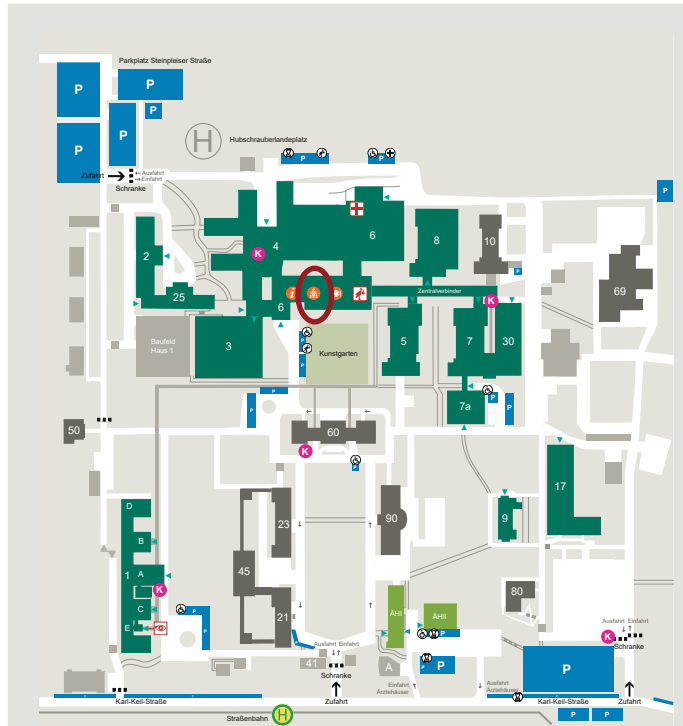 Parkplatz Steinpleiser Straße
P
P
P
P
P
H
Hubschrauberlandeplatz
P
P
Zufahrt
Ausfahrt
Einfahrt
Schranke
P
4
6
8
10
2
K
69
25
i
Zentralverbinder
6
K
Baufeld
Haus 1
3
Kunstgarten
5
7
30
P
P
P
7a
P
P
50
60
K
P
17
D
23
90
9
B
1
A
45
K
80
C
21
ÄHI
ÄHII
E
P
P
K
Ausfahrt Einfahrt
Schranke
Ausfahrt Einfahrt
41
Schranke
A
P
P
Einfahrt
Ärztehäuser
Ausfahrt
Ärztehäuser
Karl-Keil-Straße
Zufahrt
Karl-Keil-Straße
Zufahrt
Straßenbahn
H
P
P